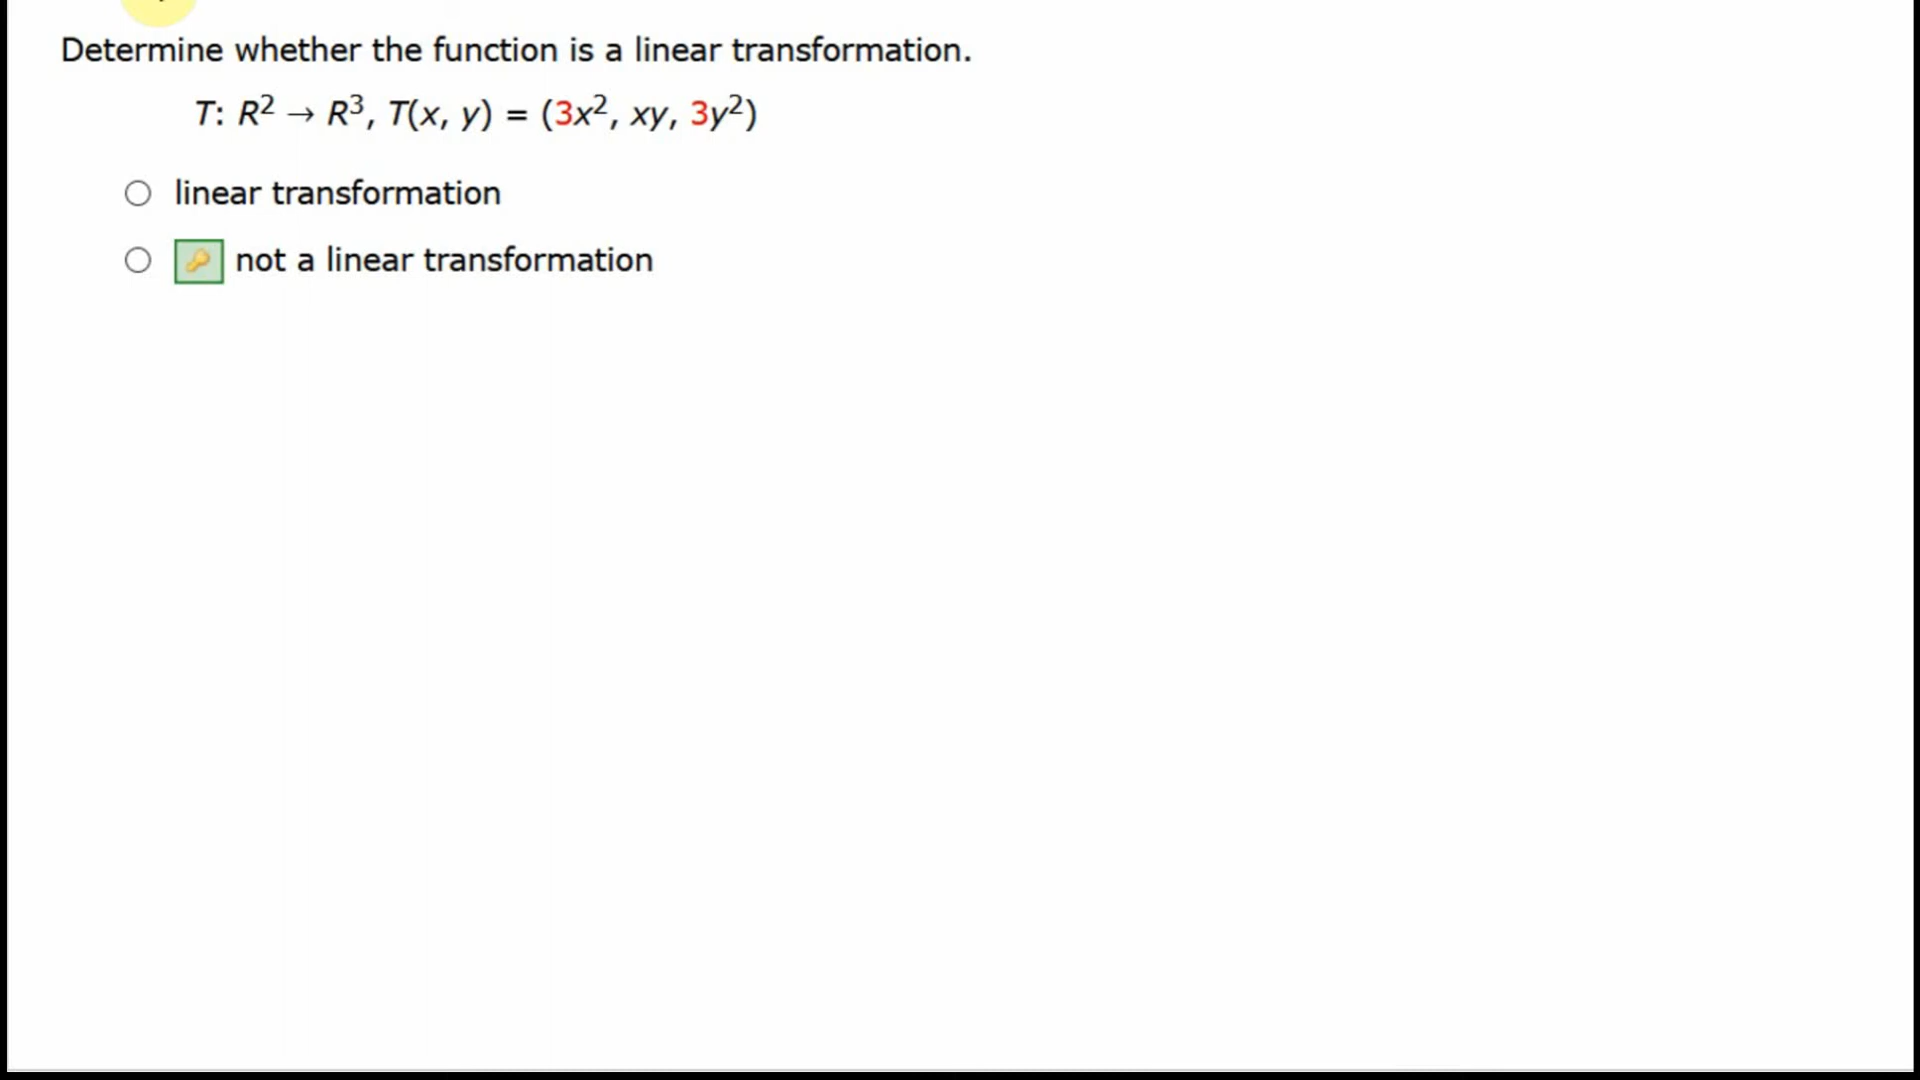 Determine whether the function is a linear transformation.
T: R² → R³, T(x, y) = (3x², xy, 3y²)
linear transformation
not a linear transformation